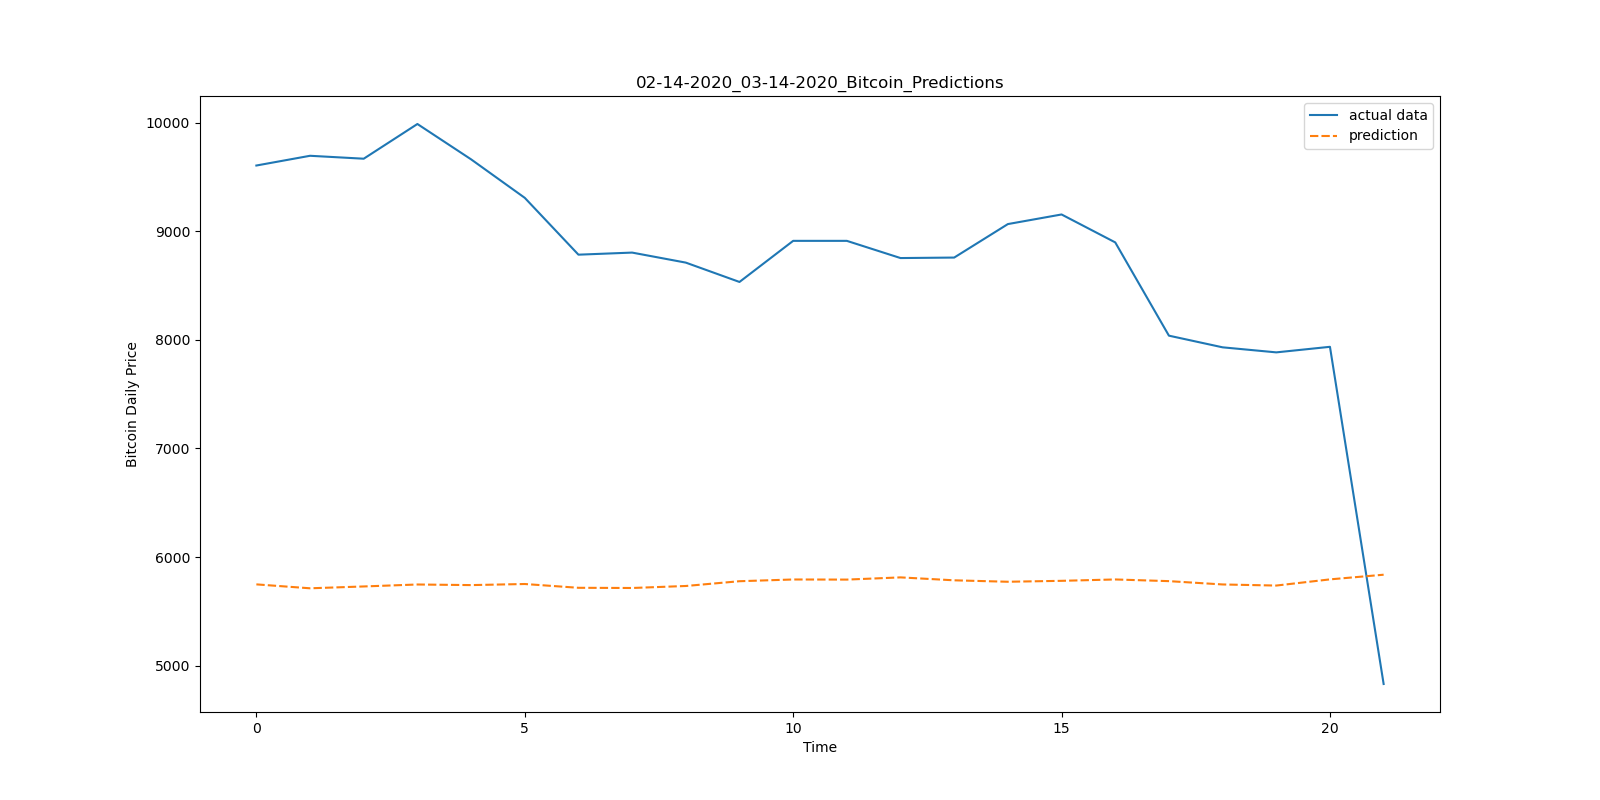 02-14-2020_03-14-2020_Bitcoin_Predictions
actual data
prediction
10000
9000
8000
7000
6000
5000
Bitcoin Daily Price
0 5 10 15 20
Time